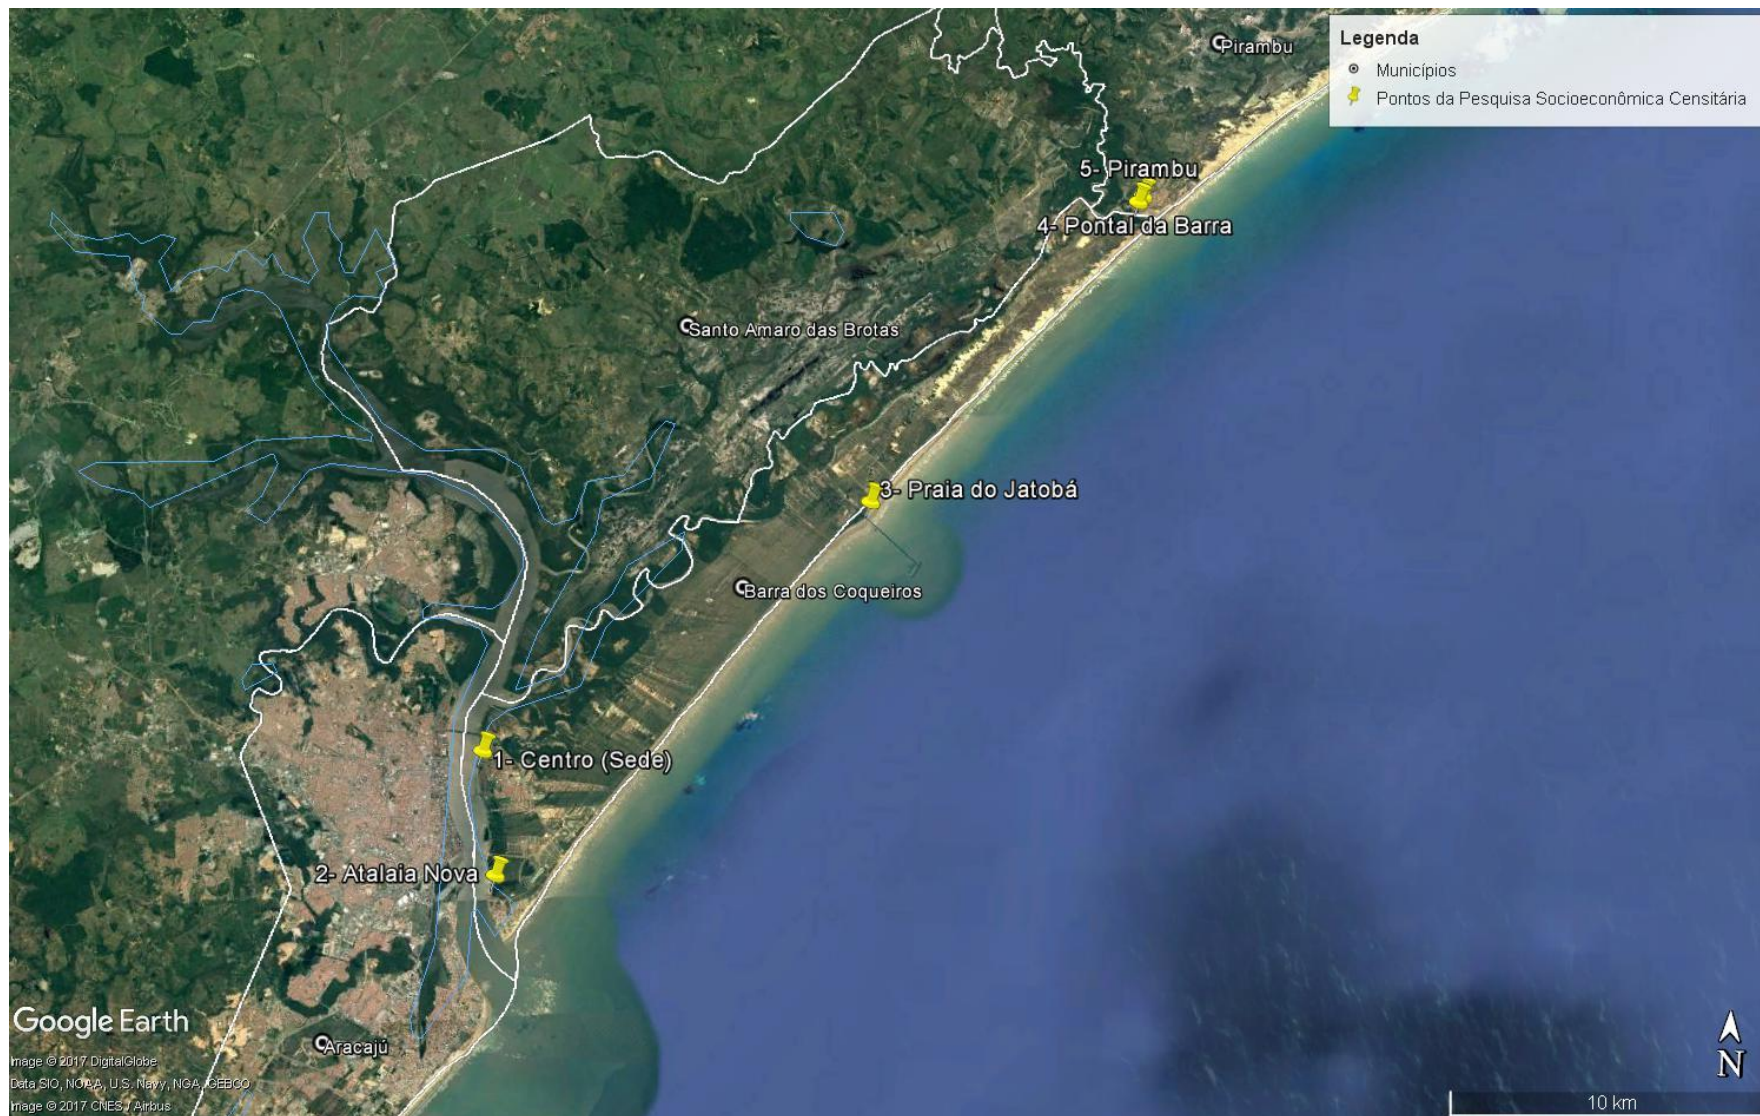 Legenda
Municípios
Pontos da Pesquisa Socioeconômica Censitária
Pirambu
5- Pirambu
4- Pontal da Barra
Santo Amaro das Brotas
3- Praia do Jatobá
Barra dos Coqueiros
1- Centro (Sede)
2- Atalaia Nova
Aracajú
Google Earth
Image © 2017 DigitalGlobe
Data SIO, NOAA, U.S. Navy, NGA, GEBCO
Image © 2017 CNES / Airbus
N
10 km